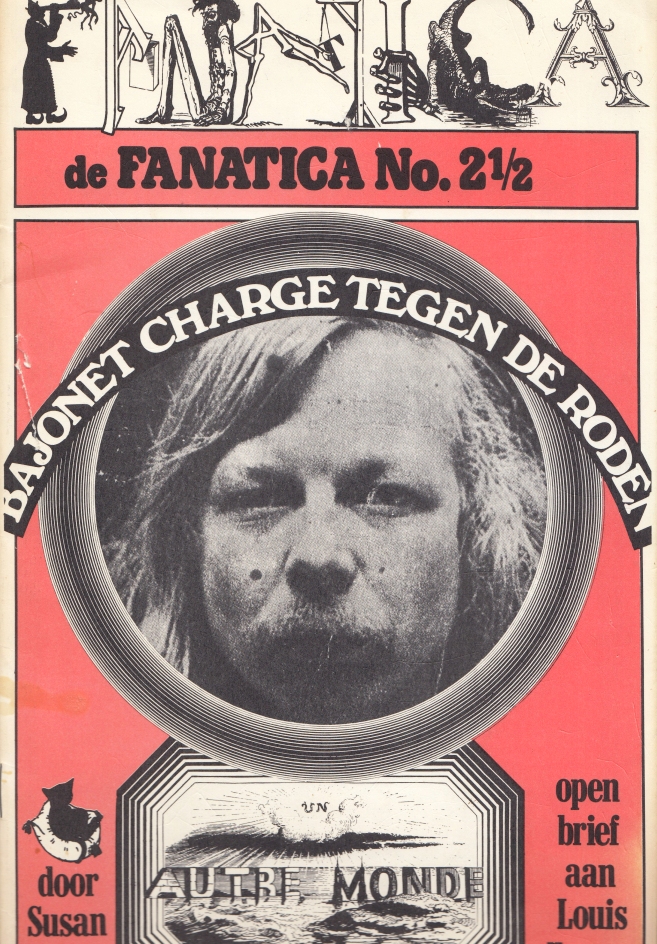 FANATICA
de FANATICA No. 2½
BAJONET CHARGE TEGEN DE RODEN
UN
AUTRE MONDE
door
Susan
open
brief
aan
Louis